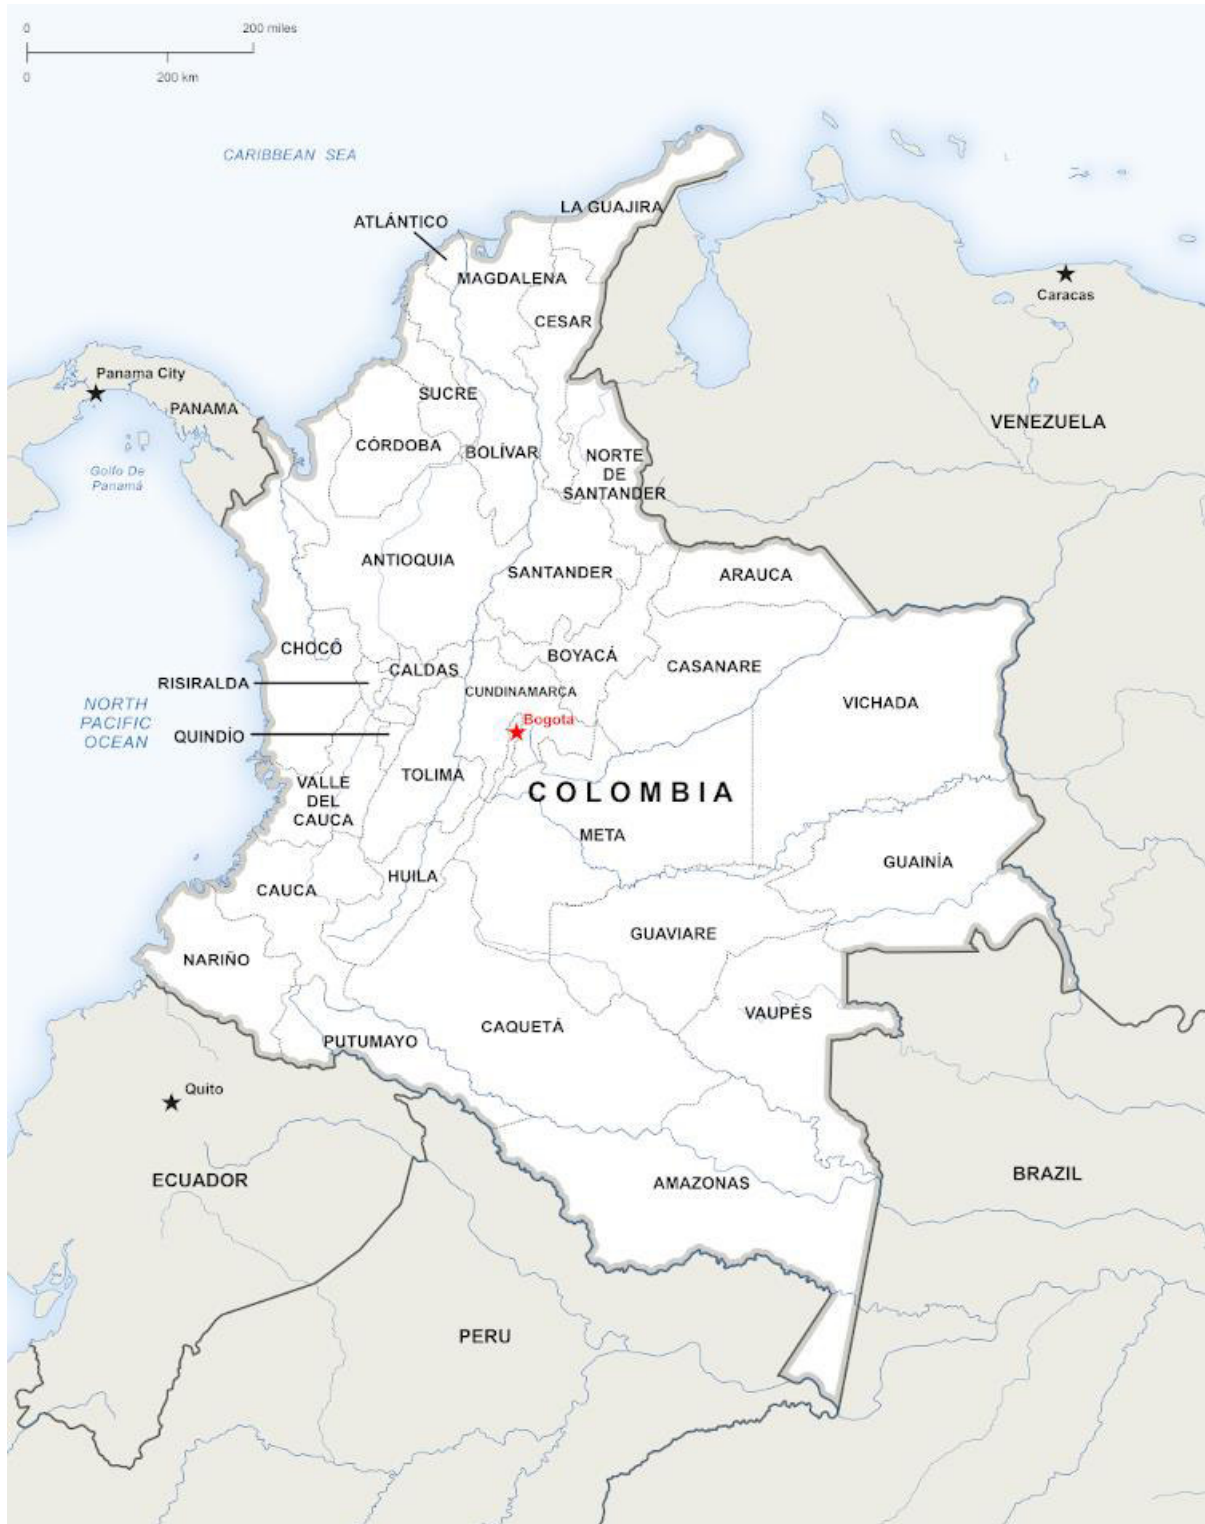 0 200 miles
0 200 km
CARIBBEAN SEA
LA GUAJIRA
ATLÁNTICO
MAGDALENA
Caracas
CESAR
Panama City
PANAMA
SUCRE
VENEZUELA
CÓRDOBA
BOLÍVAR
NORTE
DE
SANTANDER
Golfo De
Panamá
ANTIOQUIA
SANTANDER
ARAUCA
CHOCÔ
BOYACÁ
CALDAS
CASANARE
RISIRALDA
CUNDINAMARCA
VICHADA
NORTH
PACIFIC
OCEAN
Bogotá
QUINDÍO
TOLIMA
VALLE
DEL
CAUCA
COLOMBIA
META
GUAINÍA
HUILA
CAUCA
GUAVIARE
NARIÑO
VAUPÉS
CAQUETÁ
PUTUMAYO
Quito
ECUADOR
BRAZIL
AMAZONAS
PERU